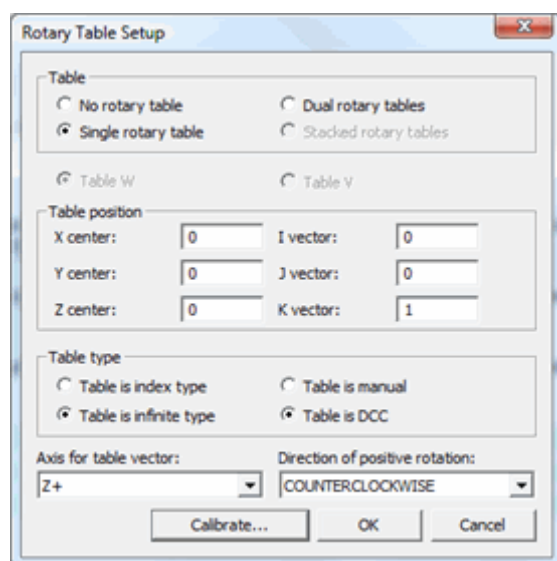 Rotary Table Setup
Table
No rotary table
Dual rotary tables
Single rotary table
Stacked rotary tables
Table W
Table V
Table position
X center: 0 I vector: 0
Y center: 0 J vector: 0
Z center: 0 K vector: 1
Table type
Table is index type
Table is manual
Table is infinite type
Table is DCC
Axis for table vector: Direction of positive rotation:
Z+ COUNTERCLOCKWISE
Calibrate... OK Cancel